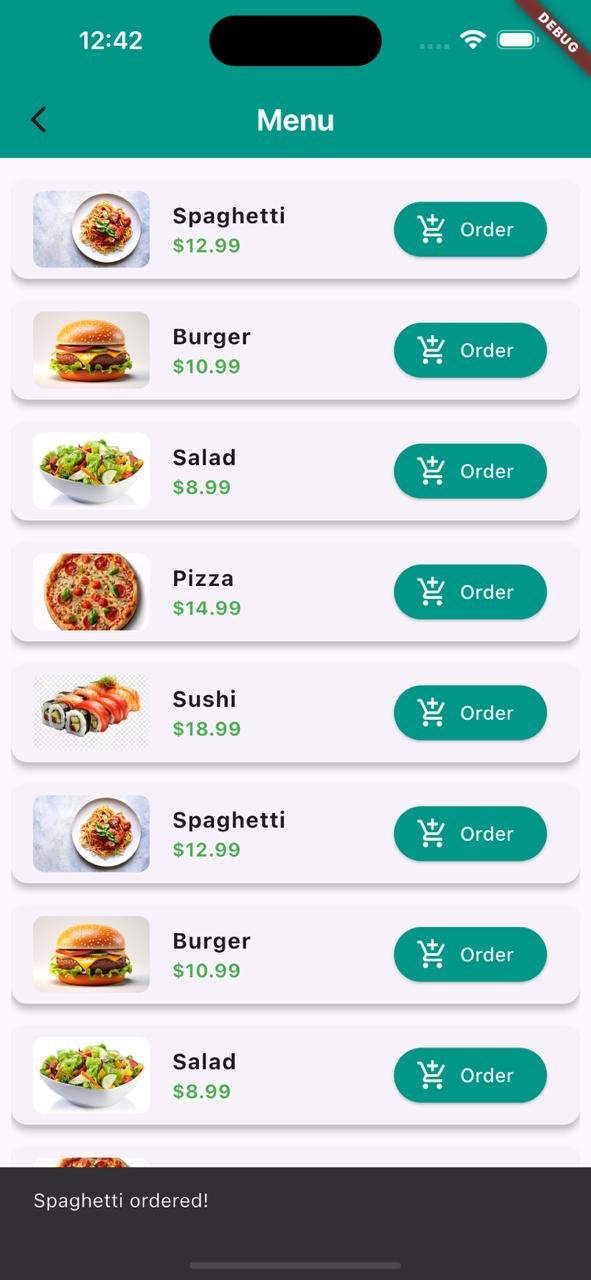 12:42
DEBUG
Menu
Spaghetti
$12.99
Order
Burger
$10.99
Order
Salad
$8.99
Order
Pizza
$14.99
Order
Sushi
$18.99
Order
Spaghetti
$12.99
Order
Burger
$10.99
Order
Salad
$8.99
Order
Spaghetti ordered!